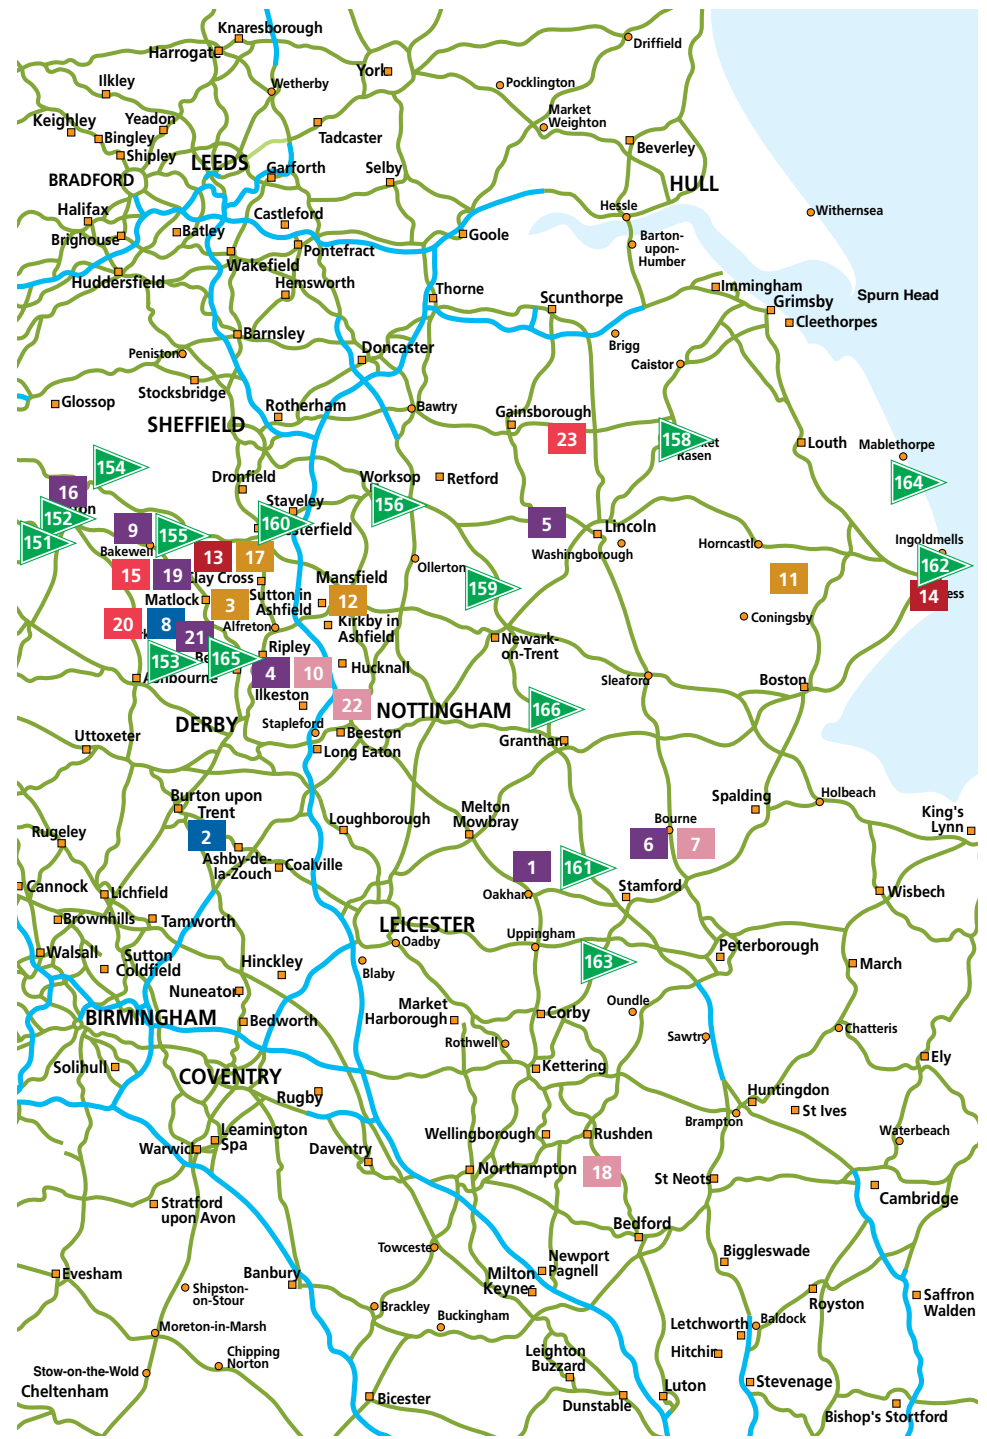 Knaresborough
Harrogate
Driffield
York
Ilkley
Wetherby
Pocklington
Keighley
Yeadon
Market
Weighton
Bingley
Tadcaster
Shipley
LEEDS
Beverley
BRADFORD
Garforth
Selby
HULL
Halifax
Castleford
Hessle
Withernsea
Brighouse
Batley
Goole
Barton-
upon-
Humber
Pontefract
Wakefield
Huddersfield
Hemsworth
Thorne
Scunthorpe
Immingham
Spurn Head
Grimsby
Cleethorpes
Barnsley
Brigg
Peniston
Doncaster
Caistor
Stocksbridge
Glossop
Rotherham
Bawtry
Gainsborough
SHEFFIELD
23
158
ket
Rasen
Louth
Mablethorpe
154
Dronfield
Worksop
Retford
164
16
on
Staveley
156
152
9
155
160
esterfield
5
Lincoln
151
Bakewell
Washingborough
Horncastle
Ingoldmells
13
17
Ollerton
162
15
19
lay Cross
Mansfield
159
11
14
ess
Matlock
3
Sutton in
Ashfield
12
20
8
21
Alfreton
Kirkby in
Ashfield
Coningsby
Newark-
on-Trent
153
165
Be
Ripley
Hucknall
Ashbourne
4
10
Sleaford
Boston
Ilkeston
22
166
DERBY
Stapleford
NOTTINGHAM
Uttoxeter
Beeston
Grantham
Long Eaton
Burton upon
Trent
Melton
Mowbray
Spalding
Holbeach
Rugeley
2
Loughborough
Bourne
King's
Lynn
Ashby-de-
la-Zouch
Coalville
1
161
6
7
Cannock
Lichfield
Oakham
Stamford
Wisbech
Brownhills
Tamworth
LEICESTER
Oadby
Uppingham
Walsall
Sutton
Coldfield
Hinckley
Blaby
163
Peterborough
March
Nuneaton
Market
Harborough
Oundle
BIRMINGHAM
Bedworth
Corby
Rothwell
Sawtry
Chatteris
Solihull
COVENTRY
Kettering
Ely
Rugby
Huntingdon
St Ives
Brampton
Leamington
Spa
Warwick
Daventry
Wellingborough
Rushden
Waterbeach
Northampton
18
St Neots
Cambridge
Stratford
upon Avon
Bedford
Towcester
Biggleswade
Evesham
Banbury
Newport
Pagnell
Milton
Keynes
Shipston-
on-Stour
Royston
Saffron
Walden
Brackley
Buckingham
Letchworth
Baldock
Moreton-in-Marsh
Chipping
Norton
Leighton
Buzzard
Hitchin
Stow-on-the-Wold
Cheltenham
Bicester
Dunstable
Luton
Stevenage
Bishop's Stortford